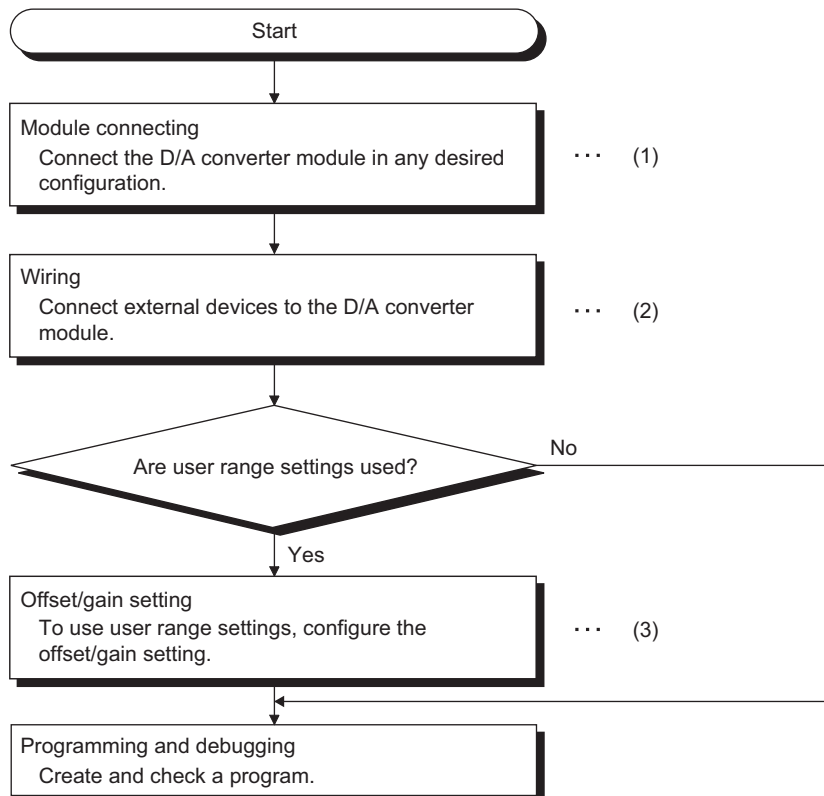 Start
Module connecting
Connect the D/A converter module in any desired
configuration.
··· (1)
Wiring
Connect external devices to the D/A converter
module.
··· (2)
Are user range settings used?
No
Yes
Offset/gain setting
To use user range settings, configure the
offset/gain setting.
··· (3)
Programming and debugging
Create and check a program.